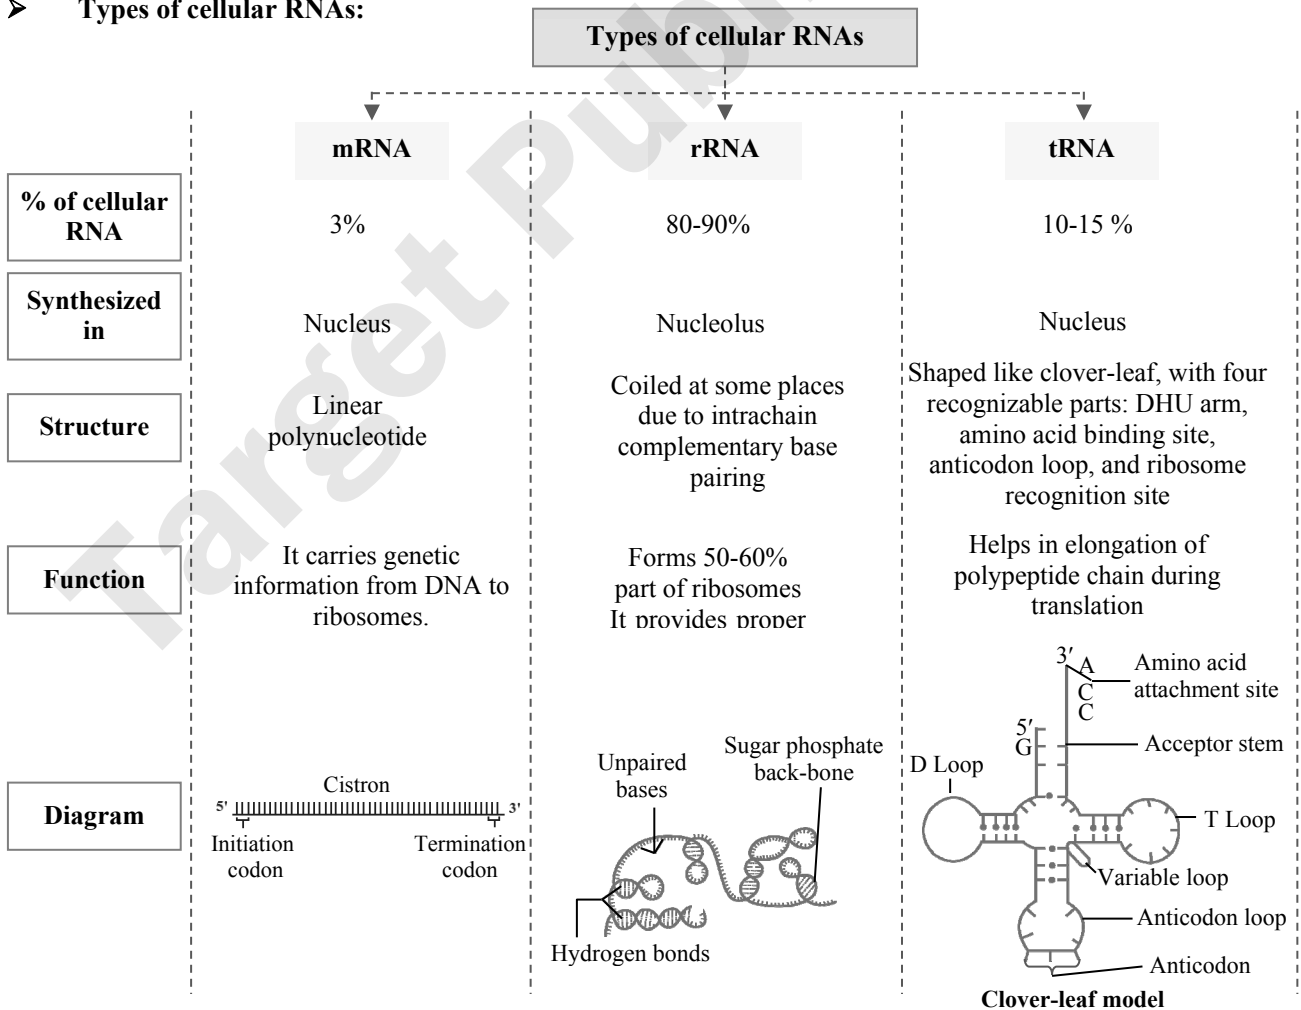 ➤ Types of cellular RNAs:
Types of cellular RNAs
mRNA
rRNA
tRNA
% of cellular
RNA
3%
80-90%
10-15 %
Synthesized
in
Nucleus
Nucleolus
Nucleus
Structure
Linear
polynucleotide
Coiled at some places
due to intrachain
complementary base
pairing
Shaped like clover-leaf, with four
recognizable parts: DHU arm,
amino acid binding site,
anticodon loop, and ribosome
recognition site
Function
It carries genetic
information from DNA to
ribosomes.
Forms 50-60%
part of ribosomes
It provides proper
Helps in elongation of
polypeptide chain during
translation
Diagram
Cistron
5'
3'
Initiation
codon
Termination
codon
Unpaired
bases
Sugar phosphate
back-bone
Hydrogen bonds
3′
A
C
C
Amino acid
attachment site
5′
G
Acceptor stem
D Loop
T Loop
Variable loop
Anticodon loop
Anticodon
Clover-leaf model
Target Publ